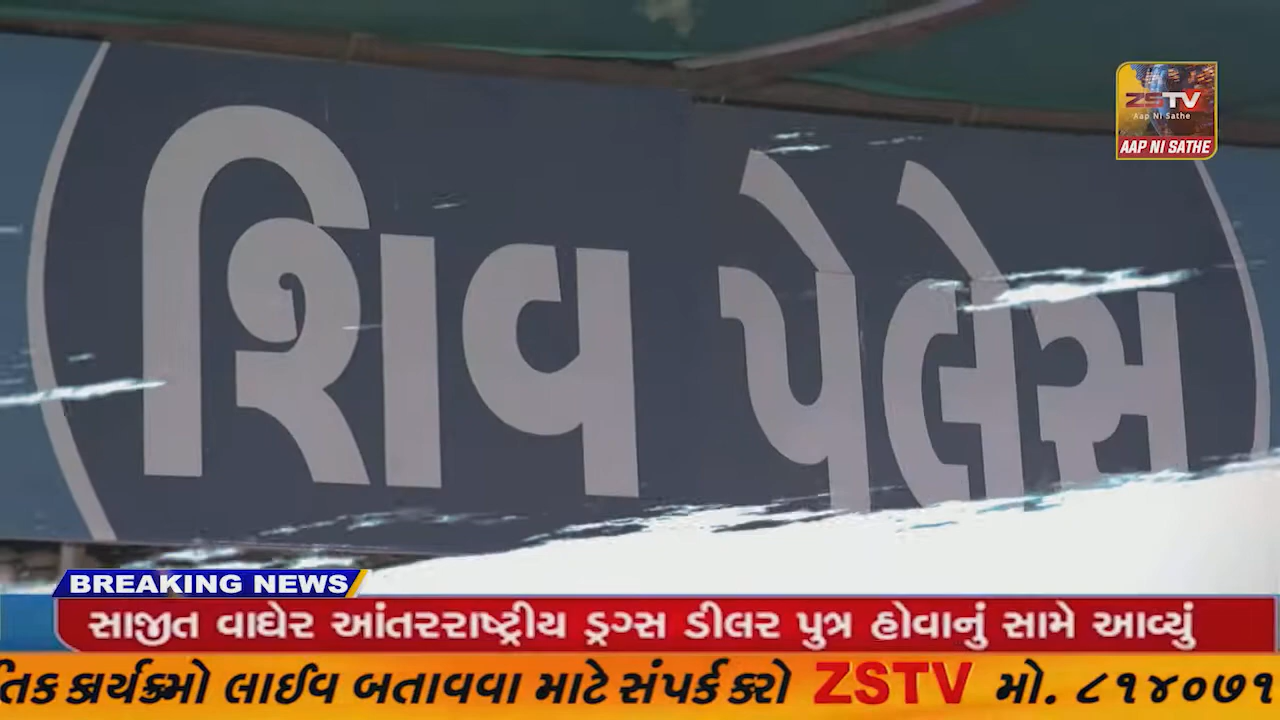 ZSTV
Aap Ni Sathe
AAP NI SATHE
શિવ પેલેસ
BREAKING NEWS
સાજીત વાઘેર આંતરરાષ્ટ્રીય ડ્રગ્સ ડીલર પુત્ર હોવાનું સામે આવ્યું
તિક કાર્યક્રમો લાઈવ બતાવવા માટે સંપર્ક કરો ZSTV મો. ૮૧૪૦૭૧